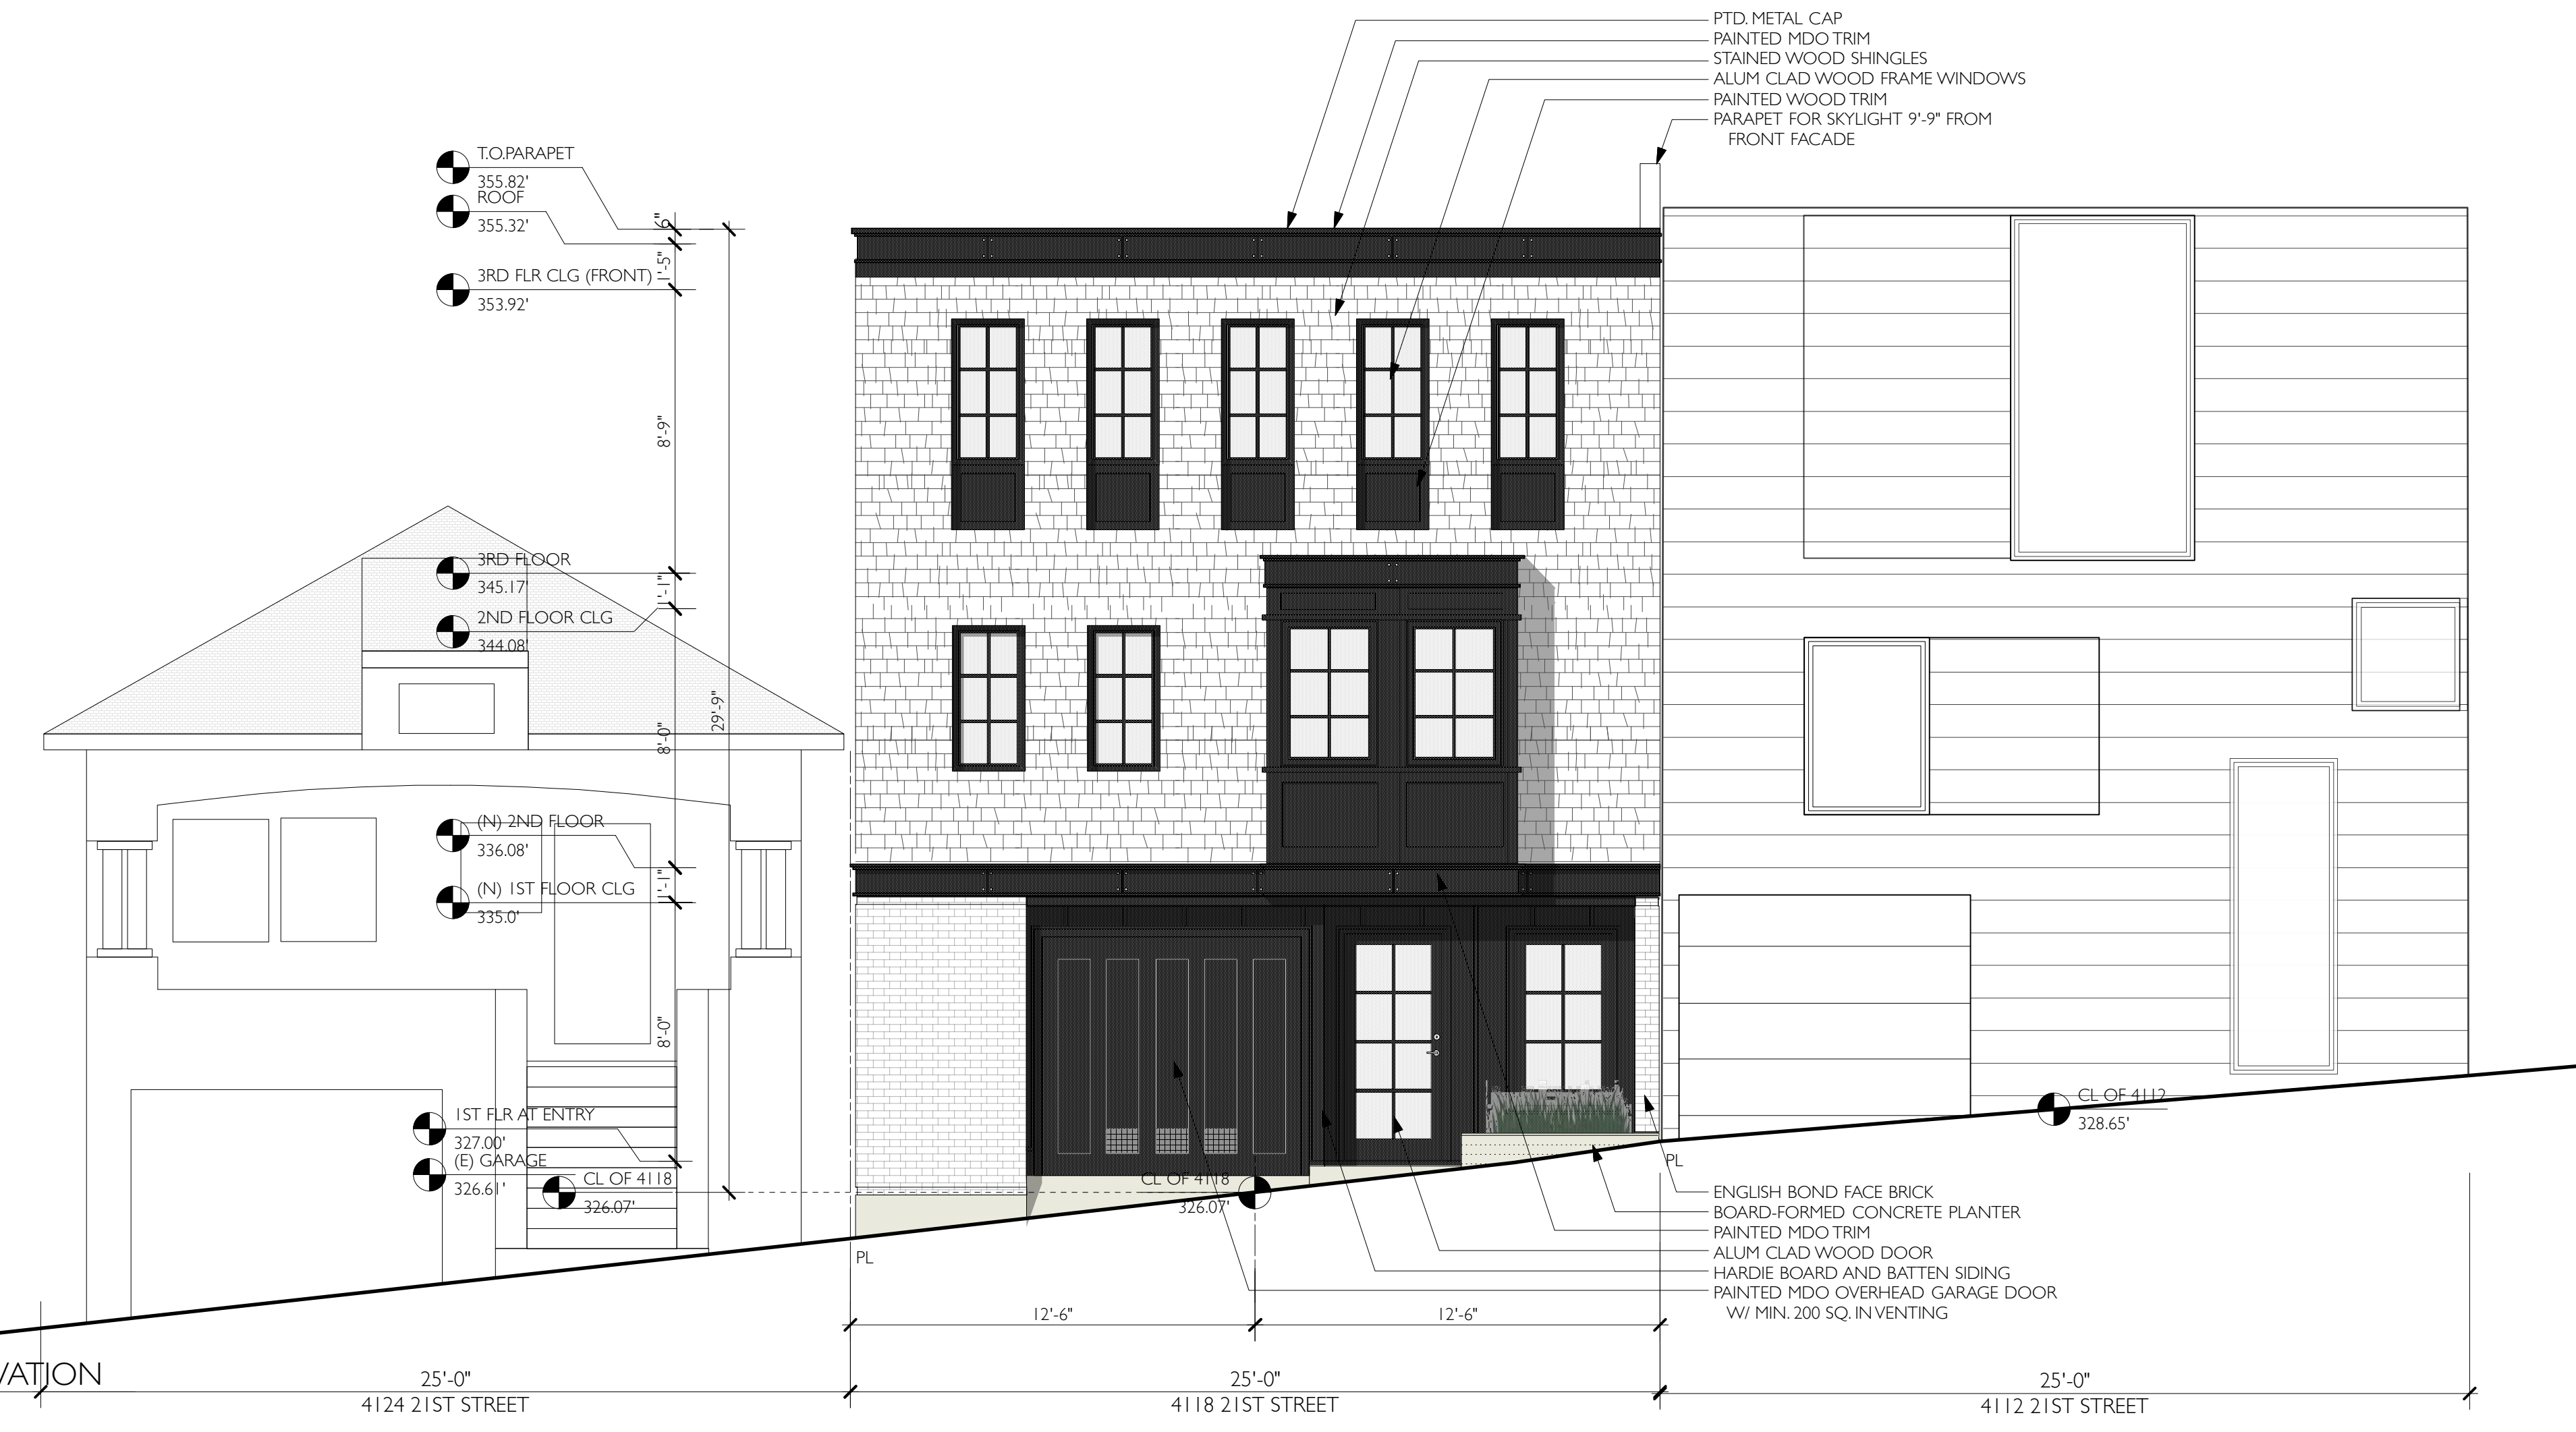 PTD. METAL CAP
PAINTED MDO TRIM
STAINED WOOD SHINGLES
ALUM CLAD WOOD FRAME WINDOWS
PAINTED WOOD TRIM
PARAPET FOR SKYLIGHT 9'-9" FROM
FRONT FACADE
T.O.PARAPET
355.82'
ROOF
355.32'
3RD FLR CLG (FRONT)
353.92'
6"
1'-5"
8'-9"
3RD FLOOR
345.17'
1'-1"
2ND FLOOR CLG
344.08'
8'-0"
29'-9"
(N) 2ND FLOOR
336.08'
1'-1"
(N) 1ST FLOOR CLG
335.0'
8'-0"
1ST FLR AT ENTRY
327.00'
(E) GARAGE
326.61'
CL OF 4118
326.07'
CL OF 4118
326.07'
CL OF 4112
328.65'
PL
PL
ENGLISH BOND FACE BRICK
BOARD-FORMED CONCRETE PLANTER
PAINTED MDO TRIM
ALUM CLAD WOOD DOOR
HARDIE BOARD AND BATTEN SIDING
PAINTED MDO OVERHEAD GARAGE DOOR
W/ MIN. 200 SQ. IN VENTING
12'-6"
12'-6"
VATION
25'-0"
4124 21ST STREET
25'-0"
4118 21ST STREET
25'-0"
4112 21ST STREET